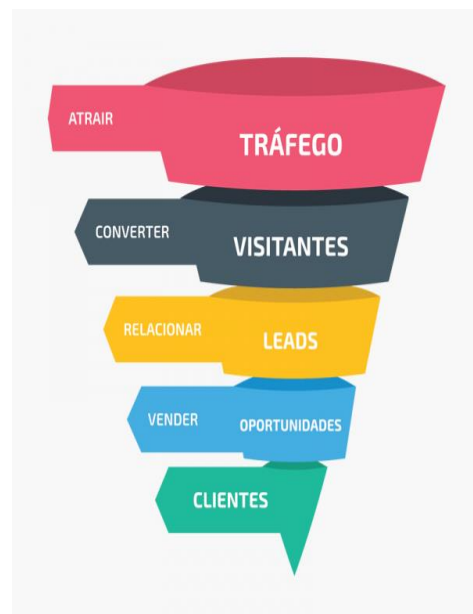 ATRAIR
TRÁFEGO
CONVERTER
VISITANTES
RELACIONAR
LEADS
VENDER
OPORTUNIDADES
CLIENTES